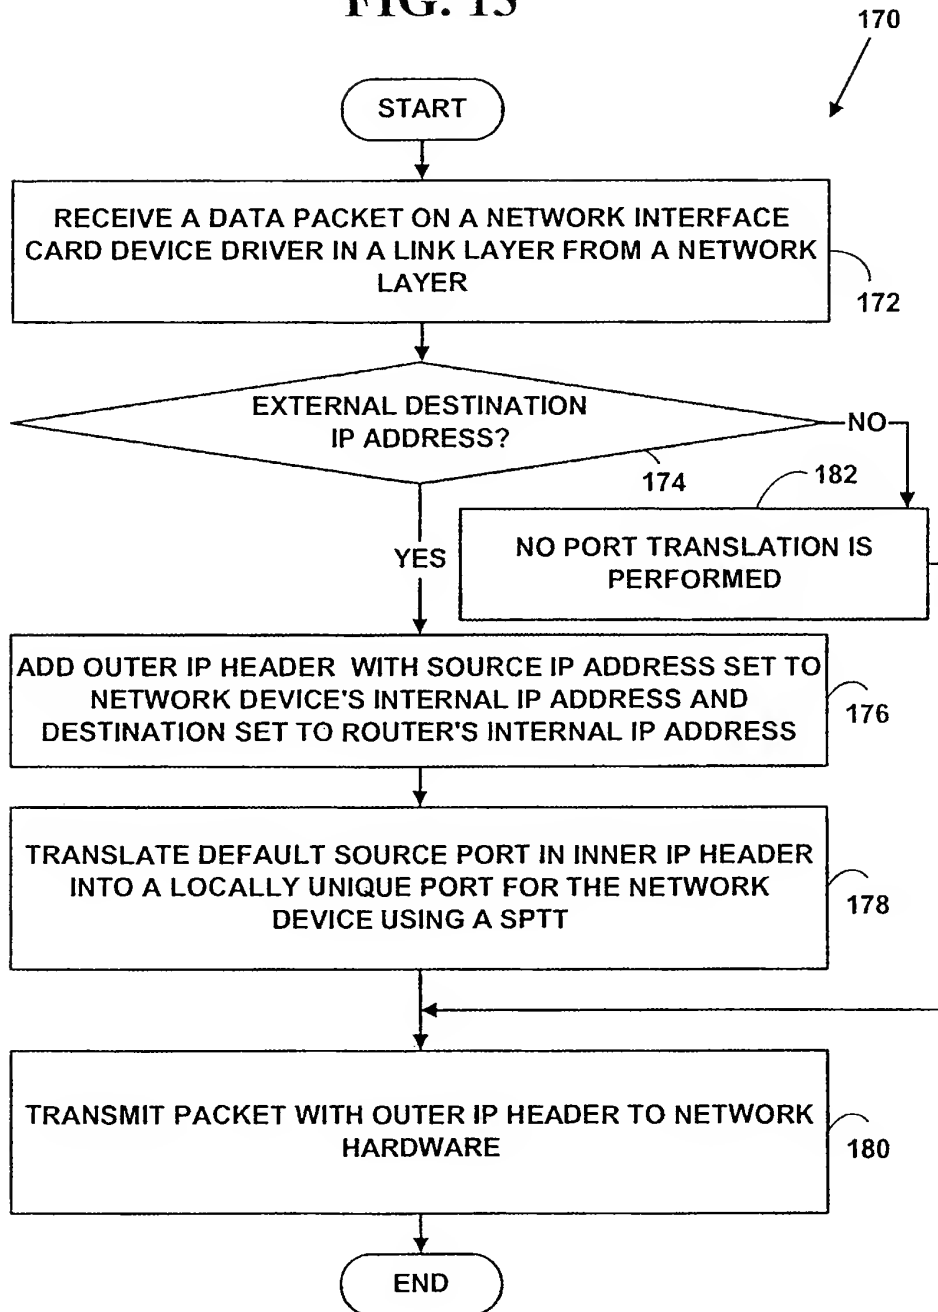 FIG. 13
170
START
RECEIVE A DATA PACKET ON A NETWORK INTERFACE
CARD DEVICE DRIVER IN A LINK LAYER FROM A NETWORK
LAYER
172
EXTERNAL DESTINATION
IP ADDRESS?
NO
174
182
YES
NO PORT TRANSLATION IS
PERFORMED
ADD OUTER IP HEADER WITH SOURCE IP ADDRESS SET TO
NETWORK DEVICE'S INTERNAL IP ADDRESS AND
DESTINATION SET TO ROUTER'S INTERNAL IP ADDRESS
176
TRANSLATE DEFAULT SOURCE PORT IN INNER IP HEADER
INTO A LOCALLY UNIQUE PORT FOR THE NETWORK
DEVICE USING A SPTT
178
TRANSMIT PACKET WITH OUTER IP HEADER TO NETWORK
HARDWARE
180
END